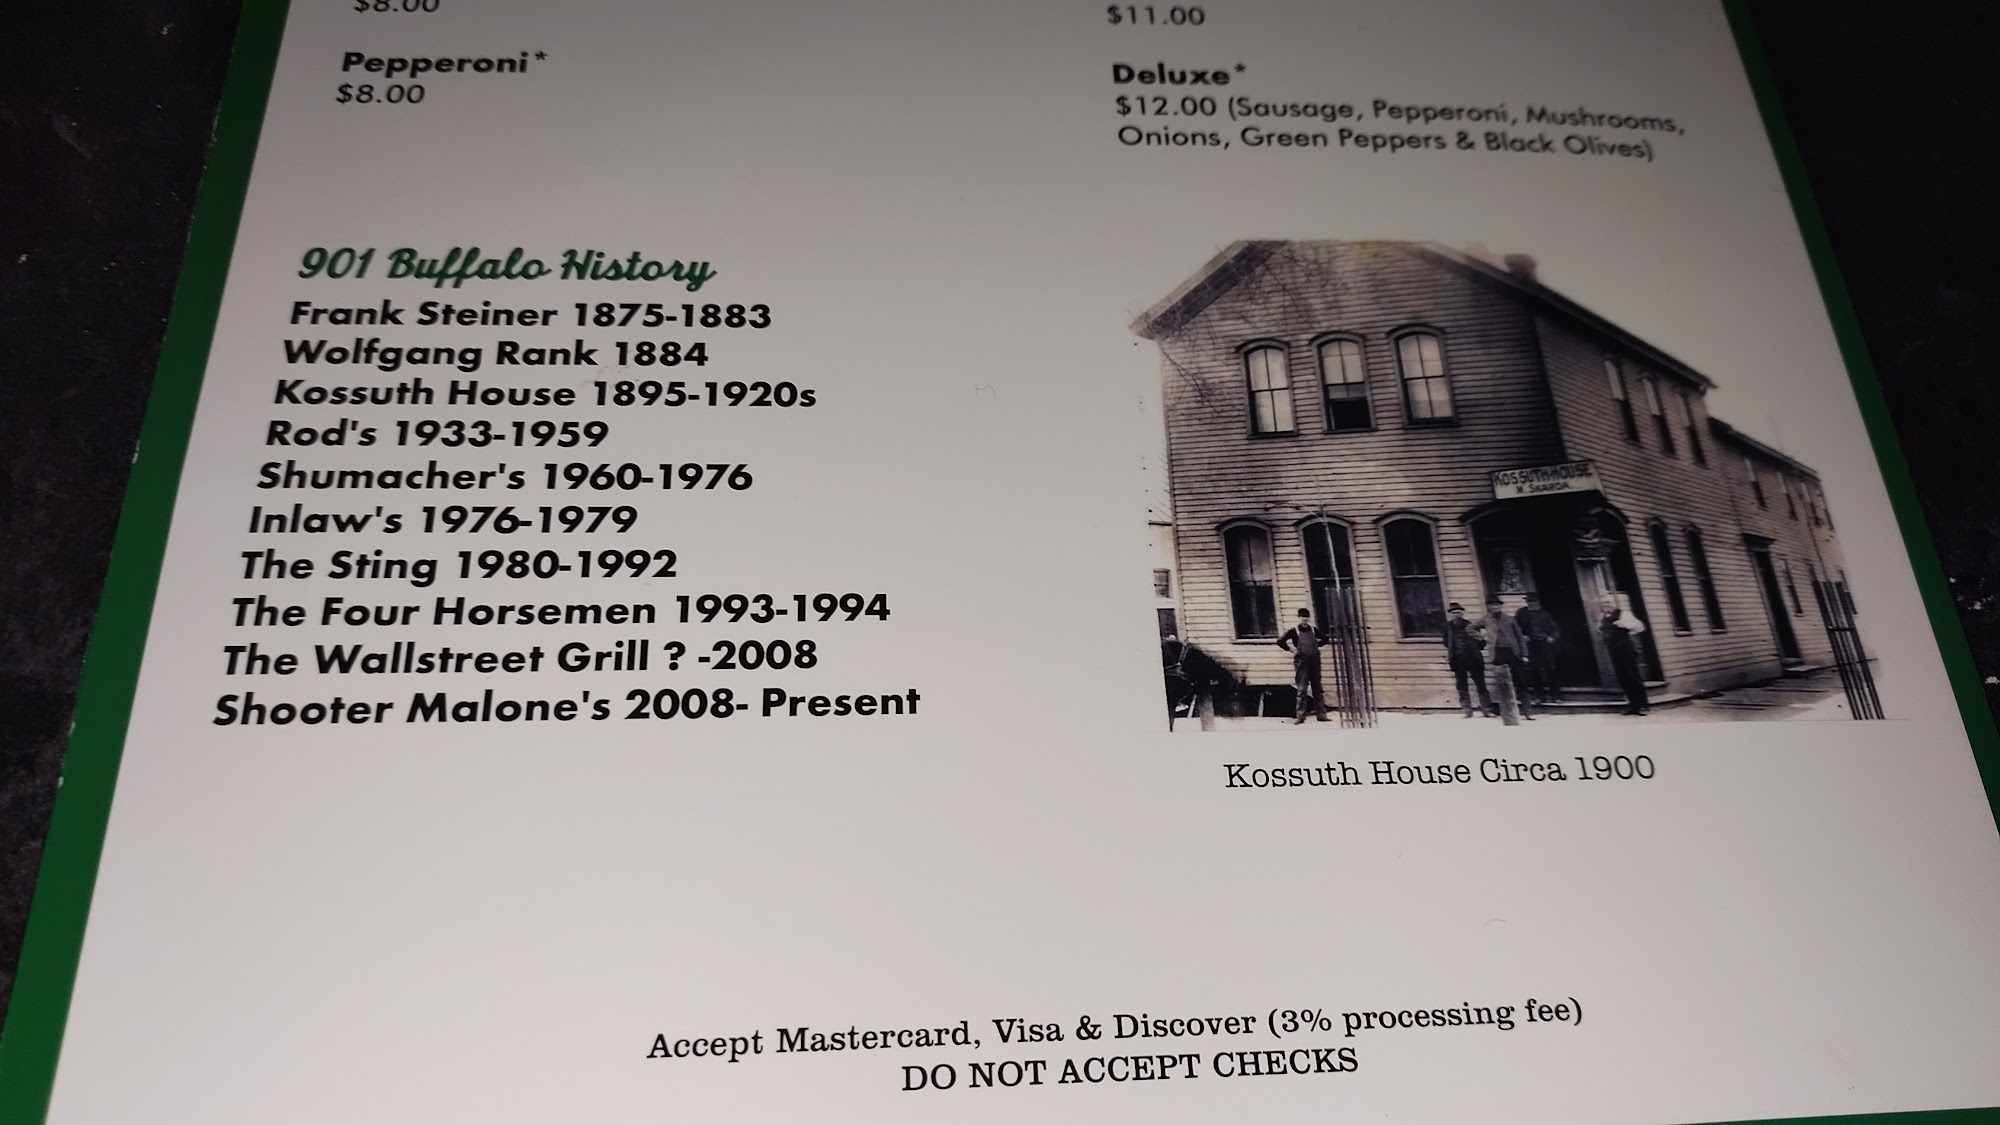 $8.00
Pepperoni*
$8.00
$11.00
Deluxe*
$12.00 (Sausage, Pepperoni, Mushrooms,
Onions, Green Peppers & Black Olives)
901 Buffalo History
Frank Steiner 1875-1883
Wolfgang Rank 1884
Kossuth House 1895-1920s
Rod's 1933-1959
Shumacher's 1960-1976
Inlaw's 1976-1979
The Sting 1980-1992
The Four Horsemen 1993-1994
The Wallstreet Grill ? -2008
Shooter Malone's 2008- Present
KOSSUTH HOUSE
M. SKARDA.
Kossuth House Circa 1900
Accept Mastercard, Visa & Discover (3% processing fee)
DO NOT ACCEPT CHECKS